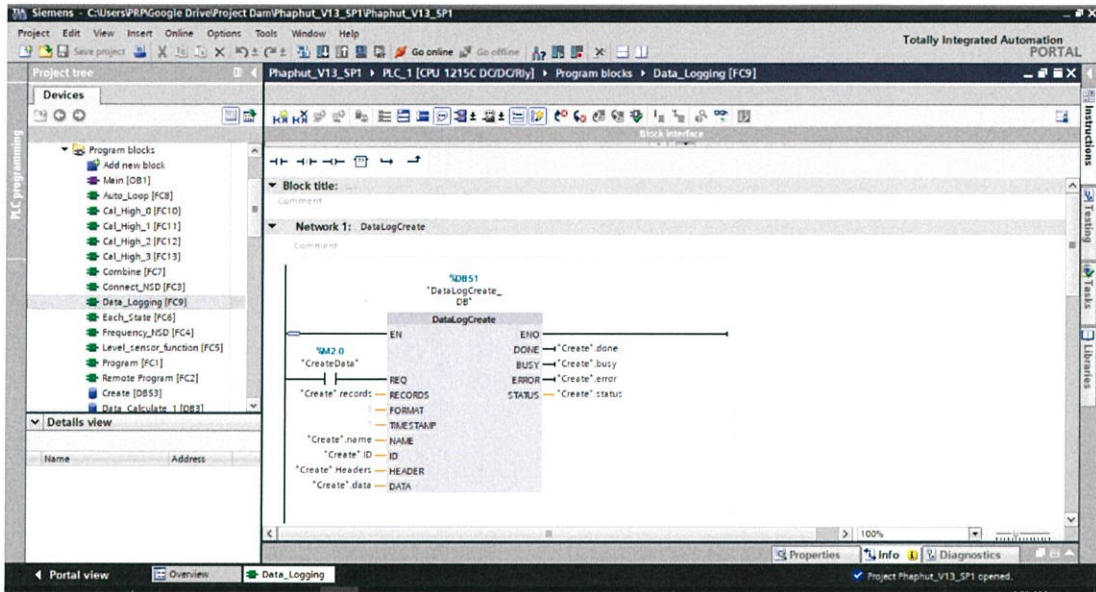 Siemens - C:\Users\PRP\Google Drive\Project Dam\Phaphut_V13_SP1\Phaphut_V13_SP1
Project Edit View Insert Online Options Tools Window Help
Totally Integrated Automation
PORTAL
Save project Go online Go offline
Project tree
Phaphut_V13_SP1 ▸ PLC_1 [CPU 1215C DC/DC/Rly] ▸ Program blocks ▸ Data_Logging [FC9]
Devices
PLC programming
Program blocks
Add new block
Main [OB1]
Auto_Loop [FC8]
Cal_High_0 [FC10]
Cal_High_1 [FC11]
Cal_High_2 [FC12]
Cal_High_3 [FC13]
Combine [FC7]
Connect_NSD [FC3]
Data_Logging [FC9]
Each_State [FC6]
Frequency_NSD [FC4]
Level_sensor_function [FC5]
Program [FC1]
Remote Program [FC2]
Create [DB53]
Data_Calculate_1 [DB3]
Details view
Name Address
Block interface
Block title:
Comment
Network 1: DataLogCreate
Comment
%DB51
"DataLogCreate_
DB"
DataLogCreate
EN ENO
%M2.0
"CreateData"
DONE "Create".done
BUSY "Create".busy
REQ ERROR "Create".error
"Create".records RECORDS STATUS "Create".status
1 FORMAT
1 TIMESTAMP
"Create".name NAME
"Create".ID ID
"Create".Headers HEADER
"Create".data DATA
100%
Properties Info Diagnostics
Instructions
Testing
Tasks
Libraries
Portal view Overview Data_Logging
Project Phaphut_V13_SP1 opened.